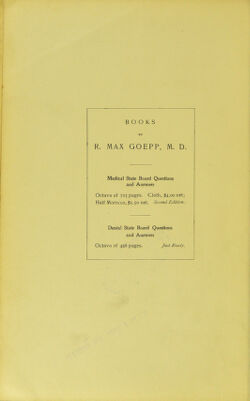 BOOKS
BY
R. MAX GOEPP, M. D.
Medical State Board Questions
and Answers
Octavo of 715 pages. Cloth, $4.00 net;
Half Morocco, $5.50 net. Second Edition.
Dental State Board Questions
and Answers
Octavo of 428 pages. Just Ready.